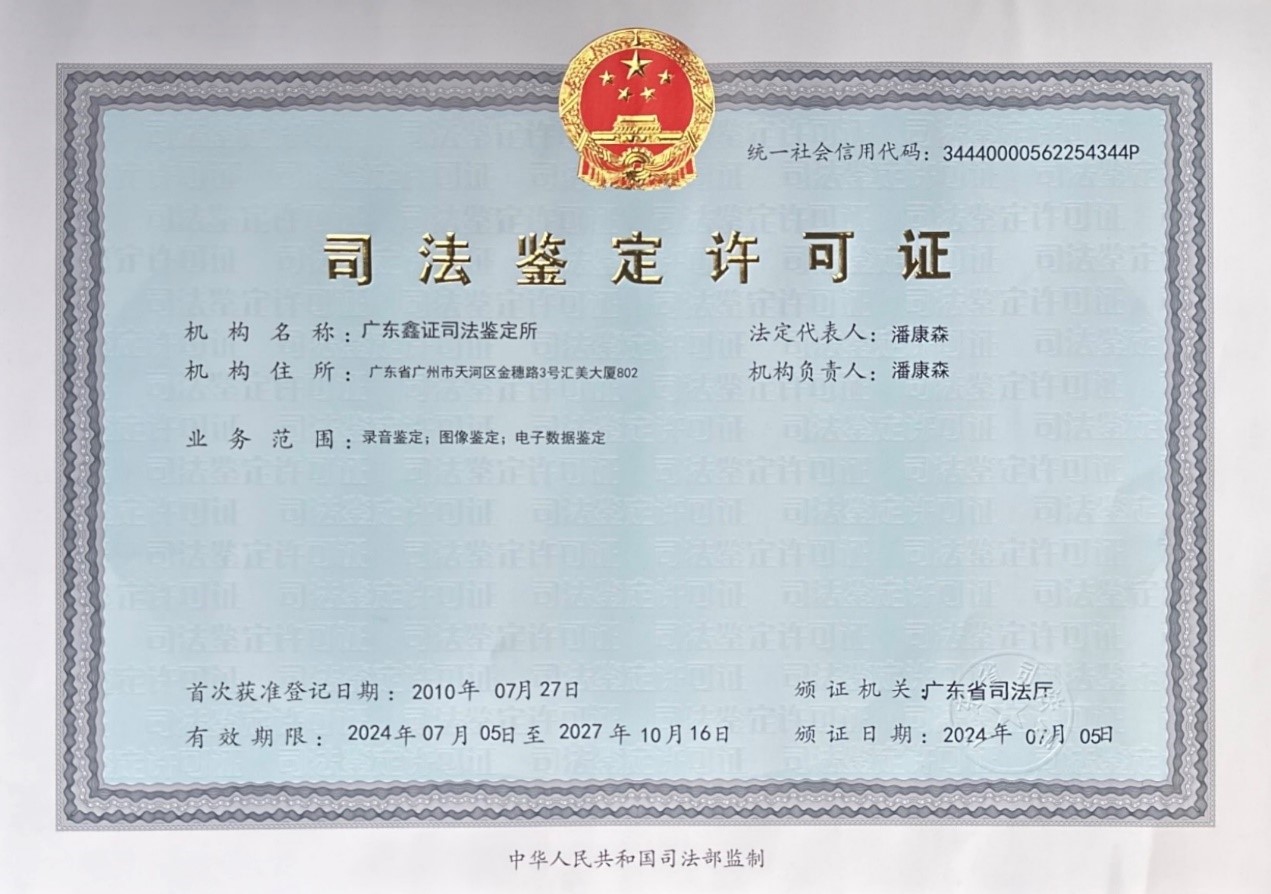 统一社会信用代码：34440000562254344P
司法鉴定许可证
机构名称：广东鑫证司法鉴定所
法定代表人：潘康森
机构住所：广东省广州市天河区金穗路3号汇美大厦802
机构负责人：潘康森
业务范围：录音鉴定；图像鉴定；电子数据鉴定
首次获准登记日期：2010年 07月27日
颁证机关：广东省司法厅
有效期限：2024年07月05日至2027年10月16日
颁证日期：2024年07月05日
中华人民共和国司法部监制